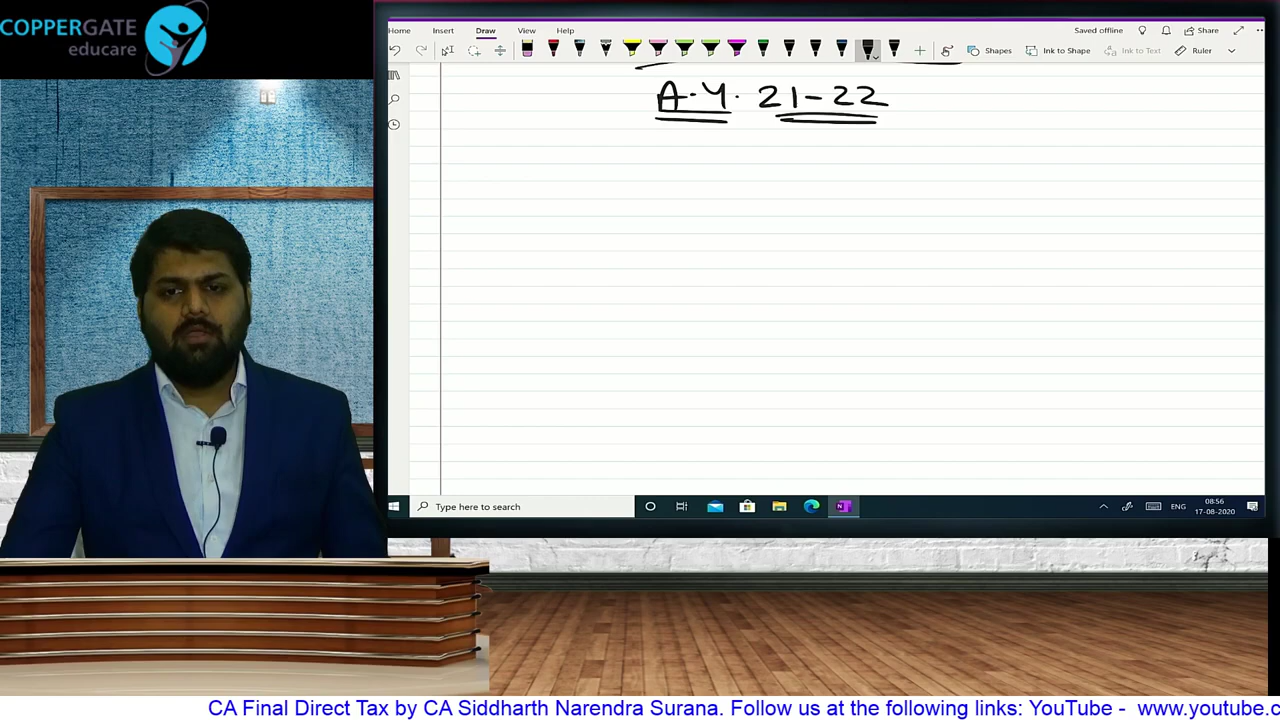 COPPERGATE
educare
Home Insert Draw View Help
Saved offline Share
Shapes Ink to Shape Ink to Text Ruler
A.Y. 21-22
Type here to search
ENG
08:56
17-08-2020
CA Final Direct Tax by CA Siddharth Narendra Surana. Follow us at the following links: YouTube - www.youtube.c